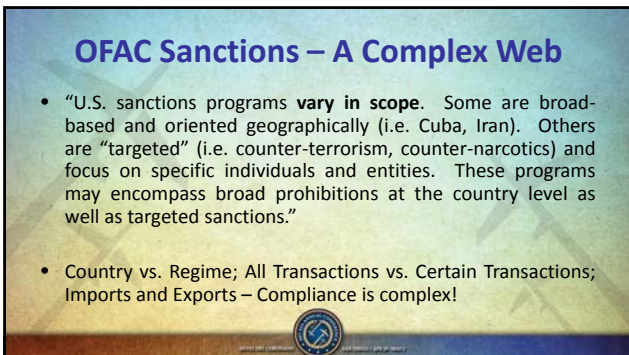 OFAC Sanctions – A Complex Web
• “U.S. sanctions programs vary in scope. Some are broad-
based and oriented geographically (i.e. Cuba, Iran). Others
are “targeted” (i.e. counter-terrorism, counter-narcotics) and
focus on specific individuals and entities. These programs
may encompass broad prohibitions at the country level as
well as targeted sanctions.”
• Country vs. Regime; All Transactions vs. Certain Transactions;
Imports and Exports – Compliance is complex!